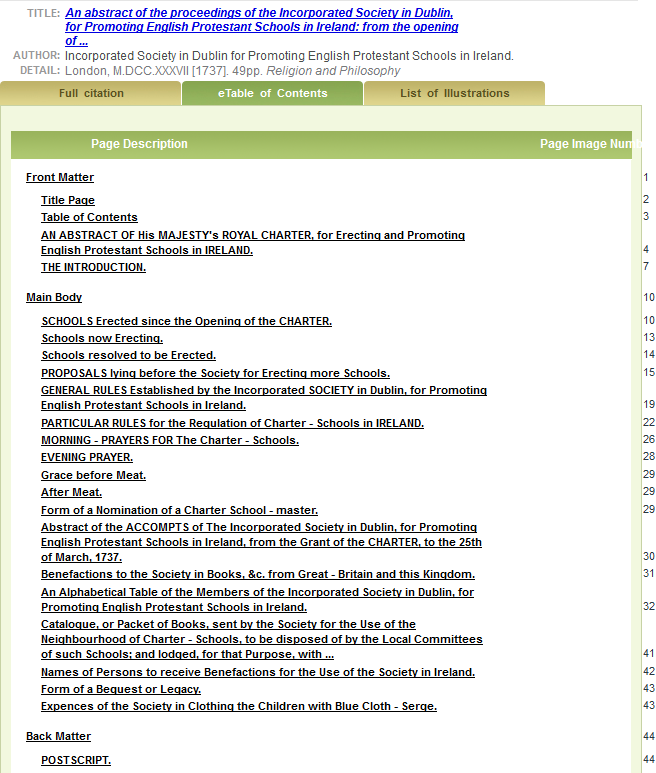 TITLE: An abstract of the proceedings of the Incorporated Society in Dublin,
for Promoting English Protestant Schools in Ireland: from the opening
of ...
AUTHOR: Incorporated Society in Dublin for Promoting English Protestant Schools in Ireland.
DETAIL: London, M.DCC.XXXVII [1737]. 49pp. Religion and Philosophy
Full citation eTable of Contents List of Illustrations
Page Description Page Image Num
Front Matter 1
Title Page 2
Table of Contents 3
AN ABSTRACT OF His MAJESTY's ROYAL CHARTER, for Erecting and Promoting
English Protestant Schools in IRELAND. 4
THE INTRODUCTION. 7
Main Body 10
SCHOOLS Erected since the Opening of the CHARTER. 10
Schools now Erecting. 13
Schools resolved to be Erected. 14
PROPOSALS lying before the Society for Erecting more Schools. 15
GENERAL RULES Established by the Incorporated SOCIETY in Dublin, for Promoting
English Protestant Schools in Ireland. 19
PARTICULAR RULES for the Regulation of Charter - Schools in IRELAND. 22
MORNING - PRAYERS FOR The Charter - Schools. 26
EVENING PRAYER. 28
Grace before Meat. 29
After Meat. 29
Form of a Nomination of a Charter School - master. 29
Abstract of the ACCOMPTS of The Incorporated Society in Dublin, for Promoting
English Protestant Schools in Ireland, from the Grant of the CHARTER, to the 25th
of March, 1737. 30
Benefactions to the Society in Books, &c. from Great - Britain and this Kingdom. 31
An Alphabetical Table of the Members of the Incorporated Society in Dublin, for
Promoting English Protestant Schools in Ireland. 32
Catalogue, or Packet of Books, sent by the Society for the Use of the
Neighbourhood of Charter - Schools, to be disposed of by the Local Committees
of such Schools; and lodged, for that Purpose, with ... 41
Names of Persons to receive Benefactions for the Use of the Society in Ireland. 42
Form of a Bequest or Legacy. 43
Expences of the Society in Clothing the Children with Blue Cloth - Serge. 43
Back Matter 44
POSTSCRIPT. 44